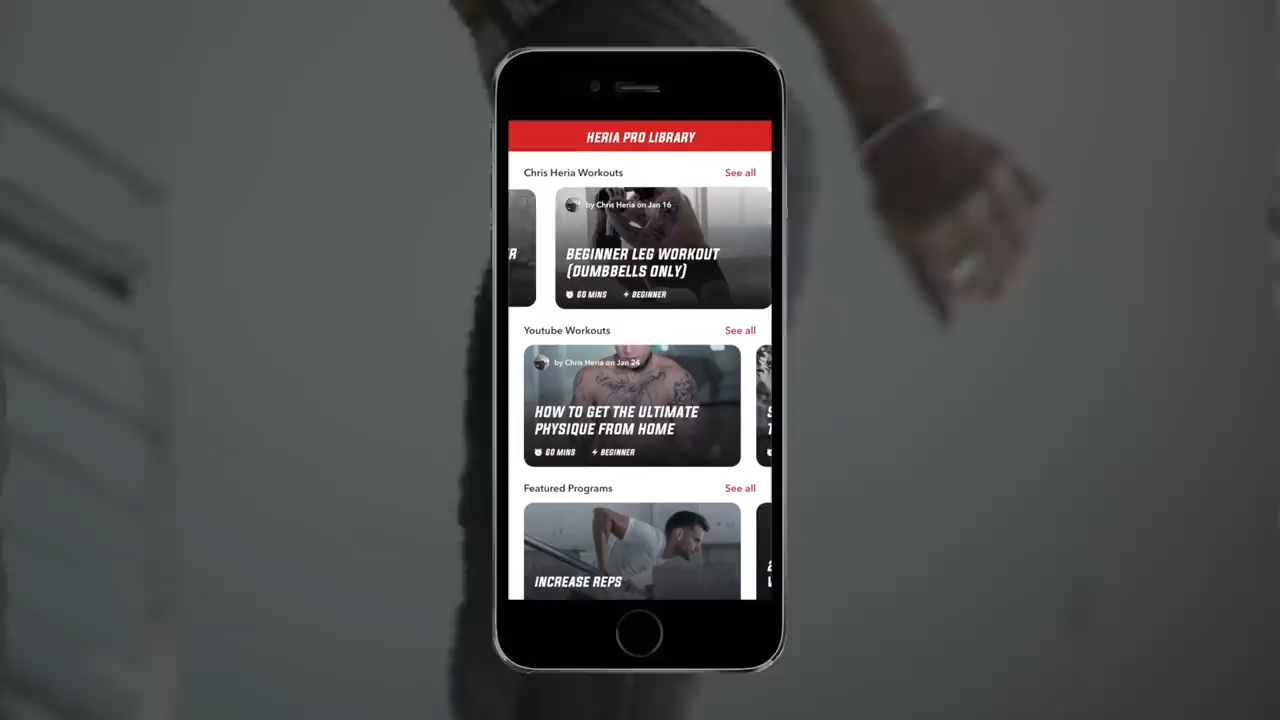 HERIA PRO LIBRARY
Chris Heria Workouts
See all
R
by Chris Heria on Jan 16
BEGINNER LEG WORKOUT
(DUMBBELLS ONLY)
60 MINS
BEGINNER
Youtube Workouts
See all
by Chris Heria on Jan 24
HOW TO GET THE ULTIMATE
PHYSIQUE FROM HOME
60 MINS
BEGINNER
Featured Programs
See all
INCREASE REPS